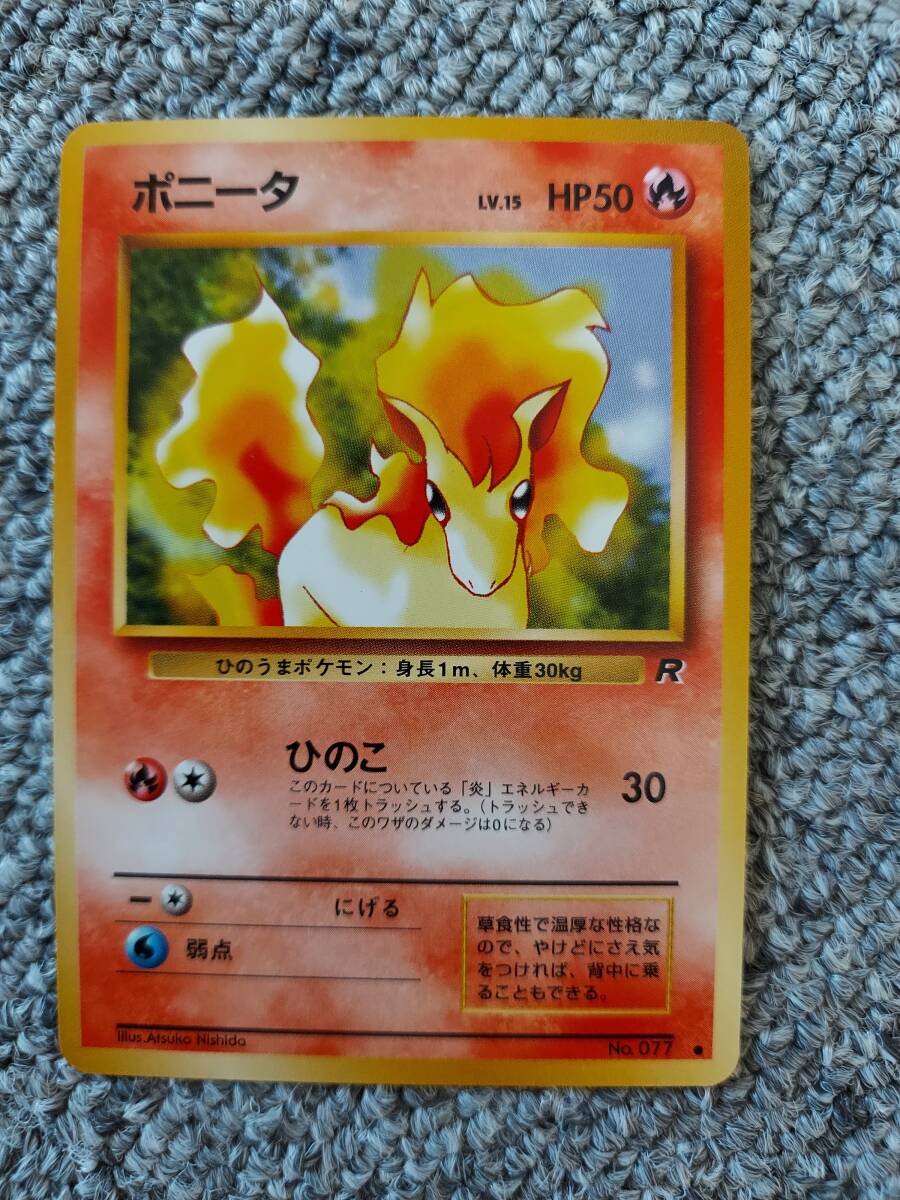 ポニータ LV.15 HP50
ひのうまポケモン：身長1m、体重30kg R
ひのこ 30
このカードについている「炎」エネルギーカ
ードを1枚トラッシュする。（トラッシュでき
ない時、このワザのダメージは0になる）
にげる
弱点
草食性で温厚な性格な
ので、やけどにさえ気
をつければ、背中に乗
ることもできる。
Illus.Atsuko Nishida No. 077